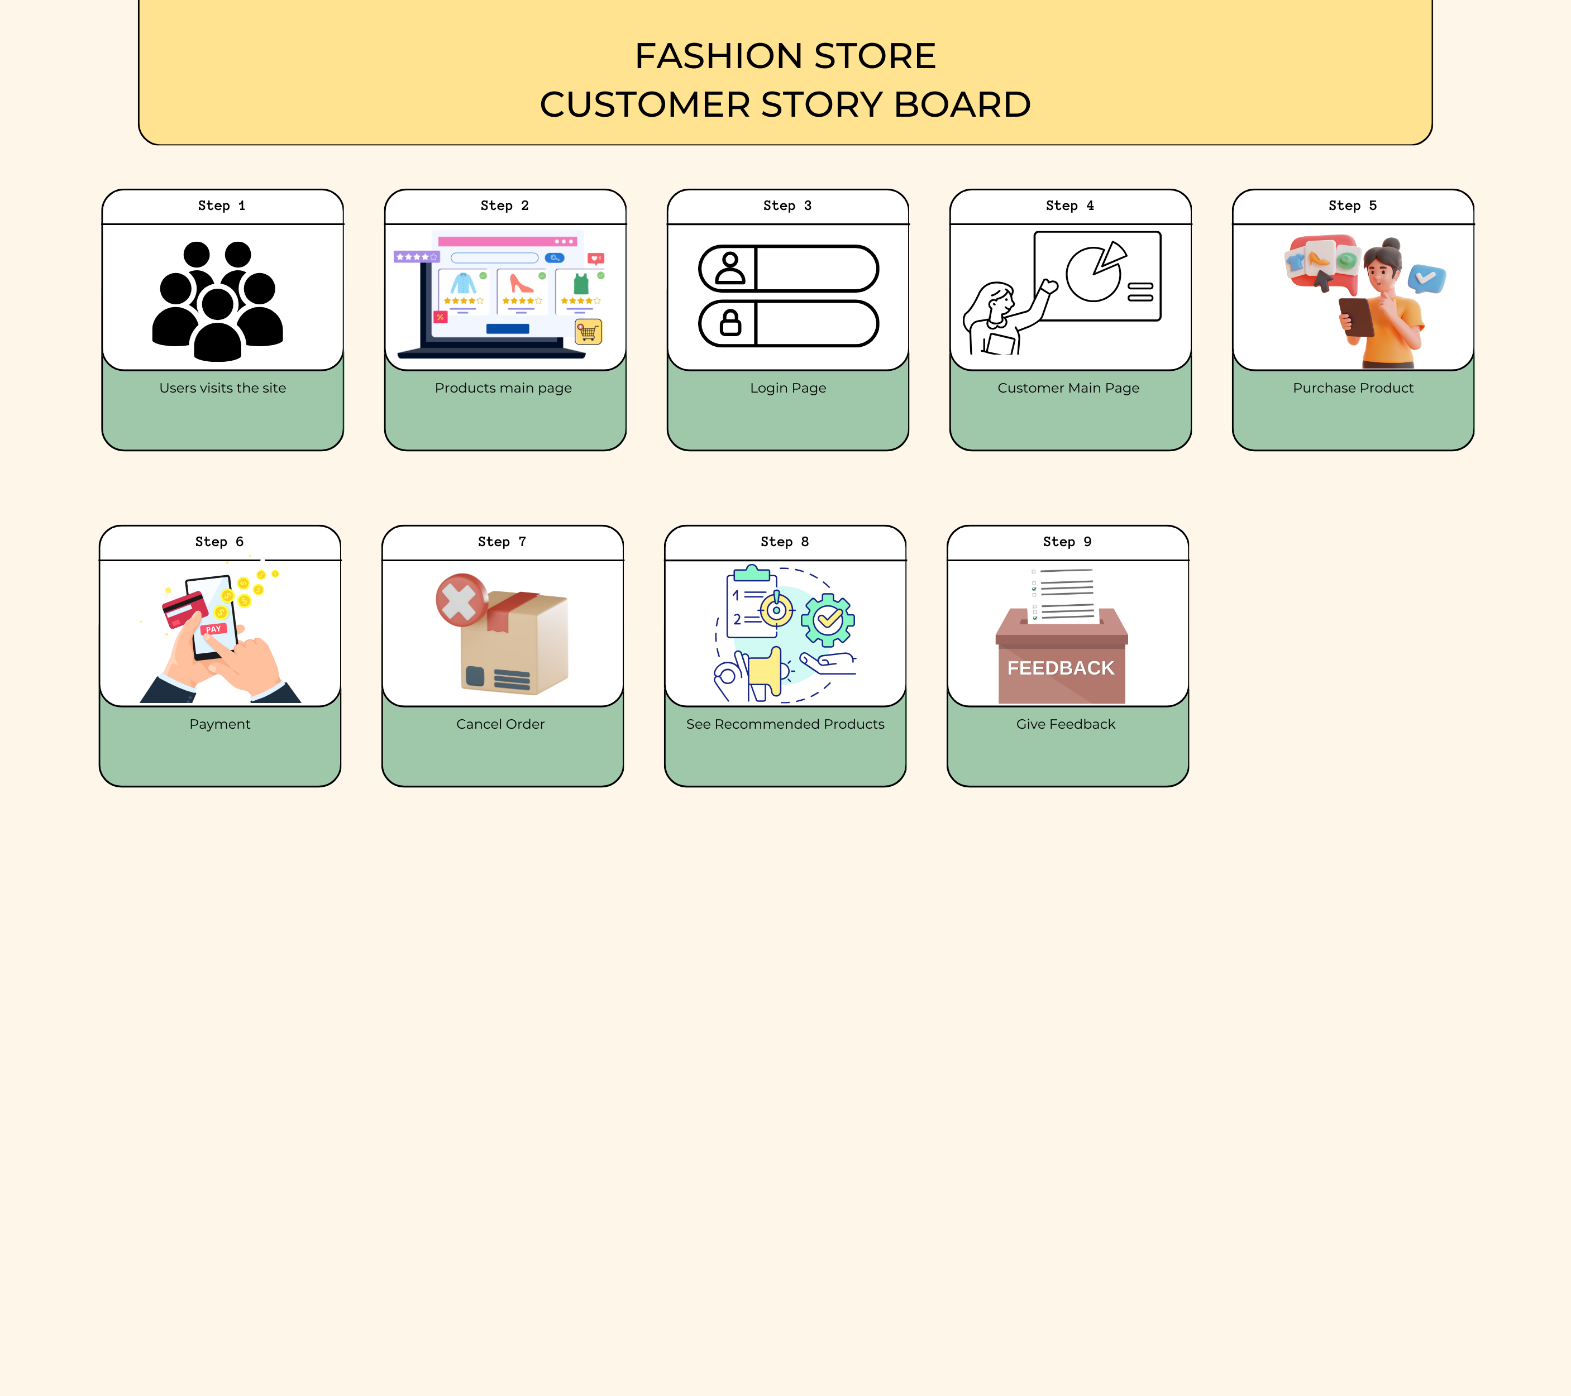 FASHION STORE
CUSTOMER STORY BOARD
Step 1
Users visits the site
Step 2
Products main page
Step 3
Login Page
Step 4
Customer Main Page
Step 5
Purchase Product
Step 6
PAY
Payment
Step 7
Cancel Order
Step 8
1
2
See Recommended Products
Step 9
FEEDBACK
Give Feedback